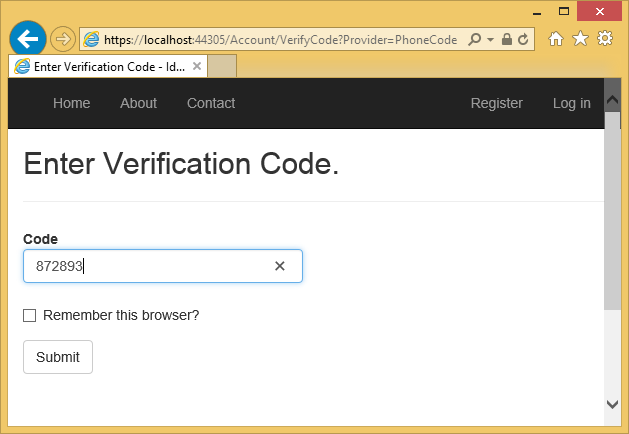 https://localhost:44305/Account/VerifyCode?Provider=PhoneCode
Enter Verification Code - Id...
Home About Contact Register Log in
Enter Verification Code.
Code
872893
Remember this browser?
Submit